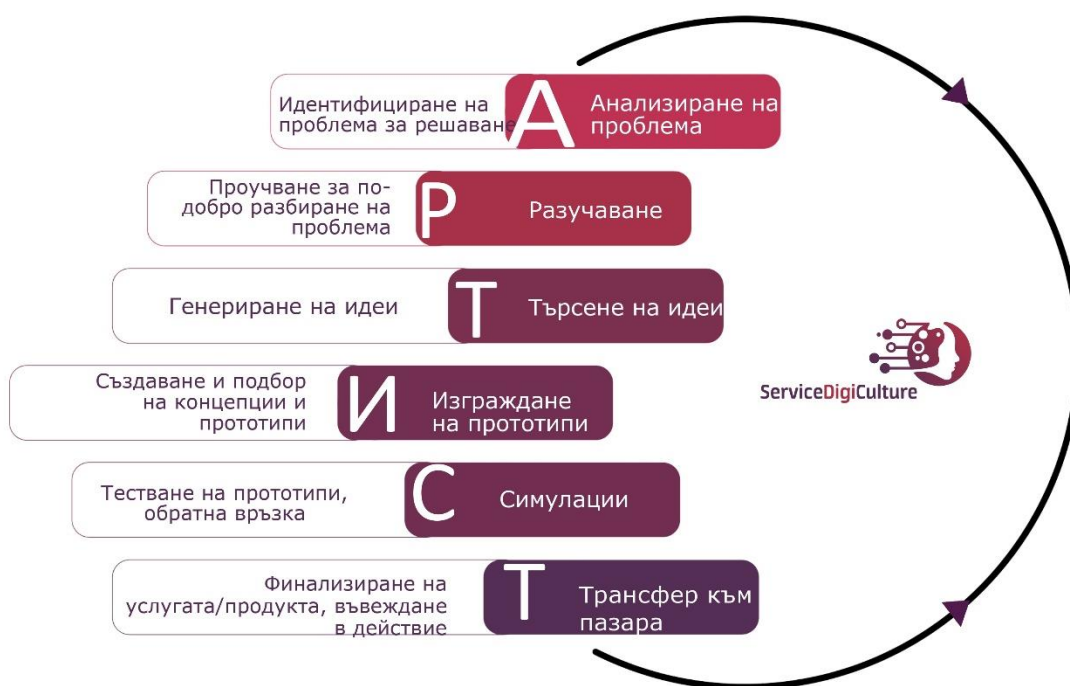 Идентифициране на
проблема за решаване
А
Анализиране на
проблема
Проучване за по-
добро разбиране на
проблема
Р
Разучаване
Генериране на идеи
Т
Търсене на идеи
Създаване и подбор
на концепции и
прототипи
И
Изграждане
на прототипи
Тестване на прототипи,
обратна връзка
С
Симулации
Финализиране на
услугата/продукта, въвеждане
в действие
Т
Трансфер към
пазара
ServiceDigiCulture